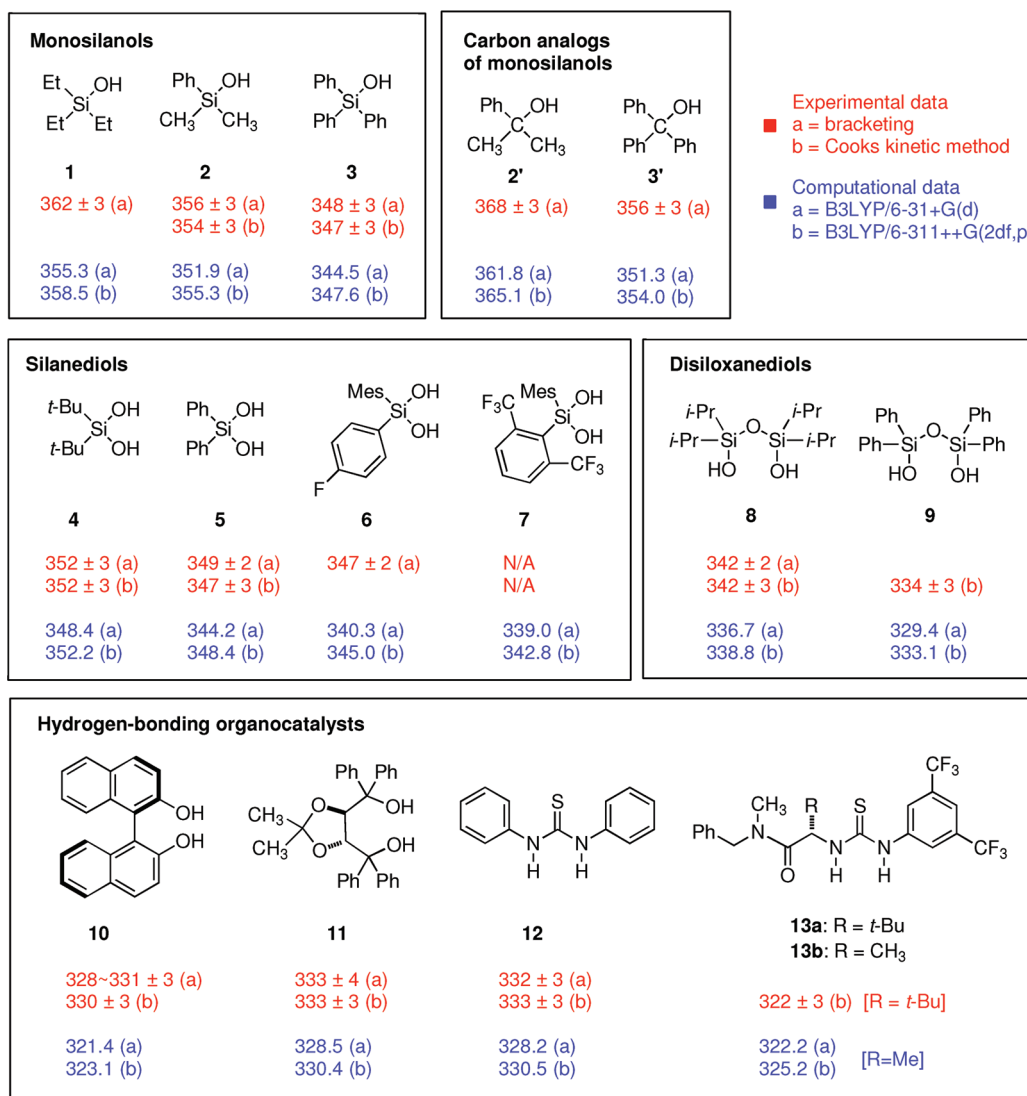 Monosilanols
Et
OH
Si
Et
Et
1
362 ± 3 (a)
355.3 (a)
358.5 (b)
Ph
OH
Si
CH3
CH3
2
356 ± 3 (a)
354 ± 3 (b)
351.9 (a)
355.3 (b)
Ph
OH
Si
Ph
Ph
3
348 ± 3 (a)
347 ± 3 (b)
344.5 (a)
347.6 (b)
Carbon analogs
of monosilanols
Ph
OH
C
CH3
CH3
2'
368 ± 3 (a)
361.8 (a)
365.1 (b)
Ph
OH
C
Ph
Ph
3'
356 ± 3 (a)
351.3 (a)
354.0 (b)
Experimental data
a = bracketing
b = Cooks kinetic method
Computational data
a = B3LYP/6-31+G(d)
b = B3LYP/6-311++G(2df,p
Silanediols
t-Bu
OH
Si
t-Bu
OH
4
352 ± 3 (a)
352 ± 3 (b)
348.4 (a)
352.2 (b)
Ph
OH
Si
Ph
OH
5
349 ± 2 (a)
347 ± 3 (b)
344.2 (a)
348.4 (b)
Mes
OH
Si
OH
F
6
347 ± 2 (a)
340.3 (a)
345.0 (b)
Mes
OH
F3C
Si
OH
CF3
7
N/A
N/A
339.0 (a)
342.8 (b)
Disiloxanediols
i-Pr
i-Pr
O
i-Pr
Si
Si
i-Pr
HO
OH
8
342 ± 2 (a)
342 ± 3 (b)
336.7 (a)
338.8 (b)
Ph
Ph
O
Ph
Si
Si
Ph
HO
OH
9
334 ± 3 (b)
329.4 (a)
333.1 (b)
Hydrogen-bonding organocatalysts
OH
OH
10
328~331 ± 3 (a)
330 ± 3 (b)
321.4 (a)
323.1 (b)
Ph
Ph
O
OH
CH3
CH3
O
OH
Ph
Ph
11
333 ± 4 (a)
333 ± 3 (b)
328.5 (a)
330.4 (b)
S
N
N
H
H
12
332 ± 3 (a)
333 ± 3 (b)
328.2 (a)
330.5 (b)
CF3
CH3
R
S
Ph
N
N
N
CF3
O
H
H
13a: R = t-Bu
13b: R = CH3
322 ± 3 (b) [R = t-Bu]
322.2 (a)
325.2 (b)
[R=Me]